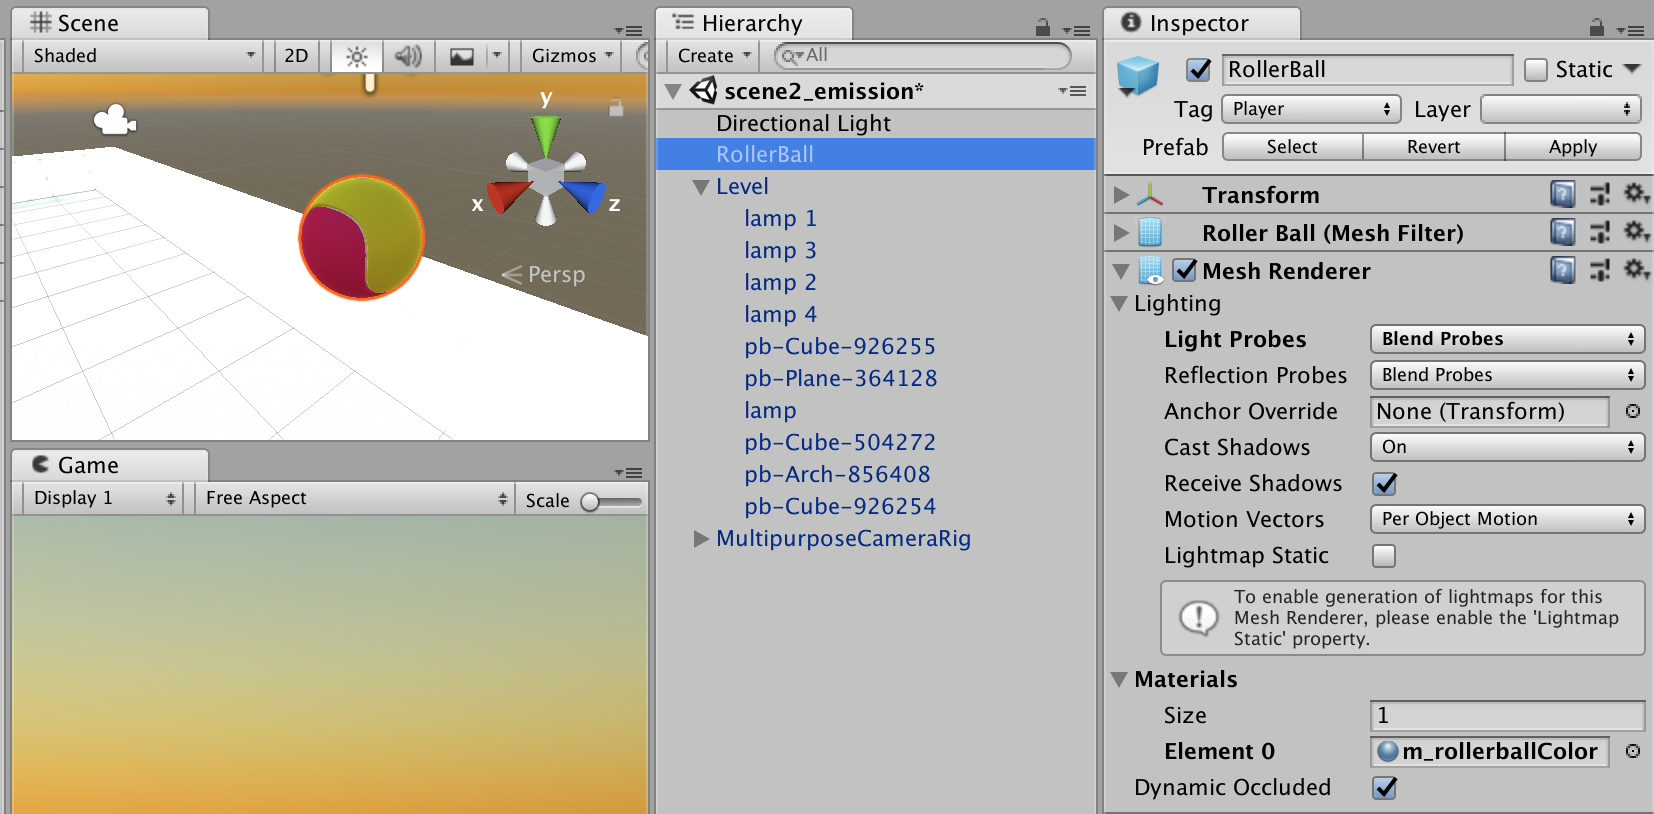 Scene
Shaded
2D
Gizmos
y
x
z
Persp
Game
Display 1
Free Aspect
Scale
Hierarchy
Create
All
scene2_emission*
Directional Light
RollerBall
Level
lamp 1
lamp 3
lamp 2
lamp 4
pb-Cube-926255
pb-Plane-364128
lamp
pb-Cube-504272
pb-Arch-856408
pb-Cube-926254
MultipurposeCameraRig
Inspector
RollerBall
Static
Tag
Player
Layer
Prefab
Select
Revert
Apply
Transform
Roller Ball (Mesh Filter)
Mesh Renderer
Lighting
Light Probes
Blend Probes
Reflection Probes
Blend Probes
Anchor Override
None (Transform)
Cast Shadows
On
Receive Shadows
Motion Vectors
Per Object Motion
Lightmap Static
To enable generation of lightmaps for this
Mesh Renderer, please enable the 'Lightmap
Static' property.
Materials
Size
1
Element 0
m_rollerballColor
Dynamic Occluded